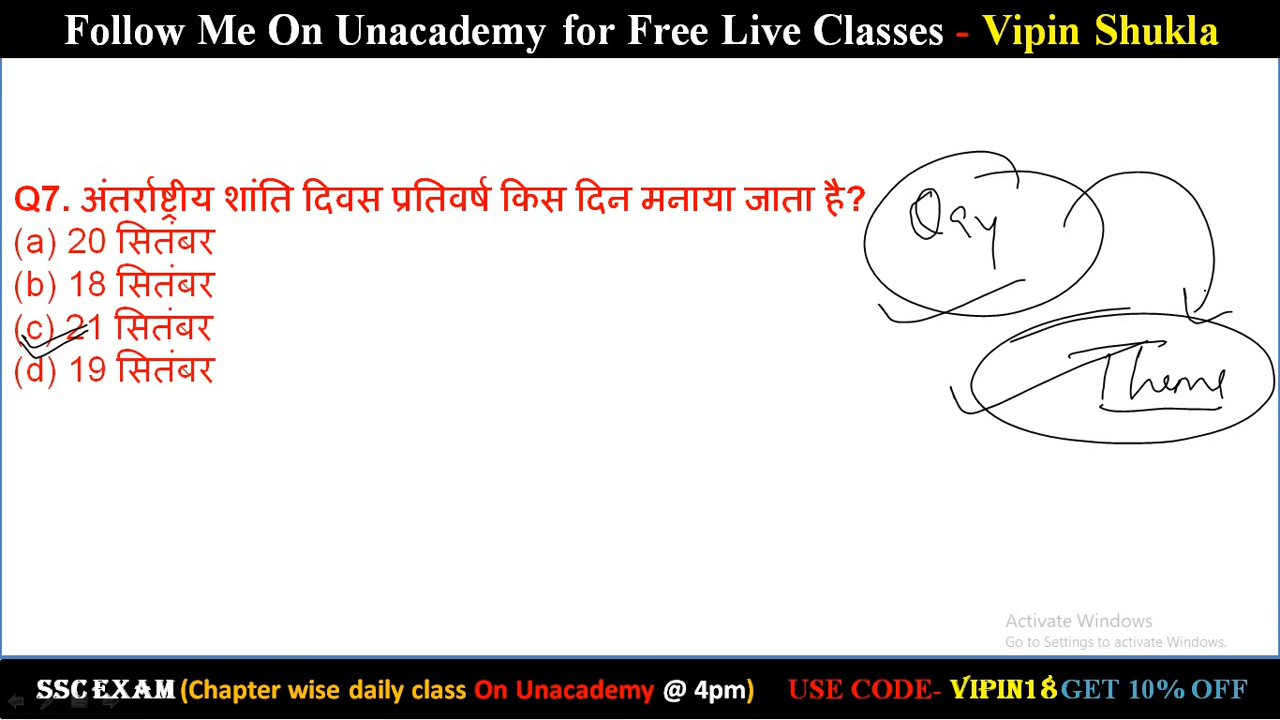 Follow Me On Unacademy for Free Live Classes - Vipin Shukla
Q7. अंतर्राष्ट्रीय शांति दिवस प्रतिवर्ष किस दिन मनाया जाता है?
(a) 20 सितंबर
(b) 18 सितंबर
(c) 21 सितंबर
(d) 19 सितंबर
Day
Theme
Activate Windows
Go to Settings to activate Windows.
SSC EXAM (Chapter wise daily class On Unacademy @ 4pm) USE CODE- VIPIN18 GET 10% OFF